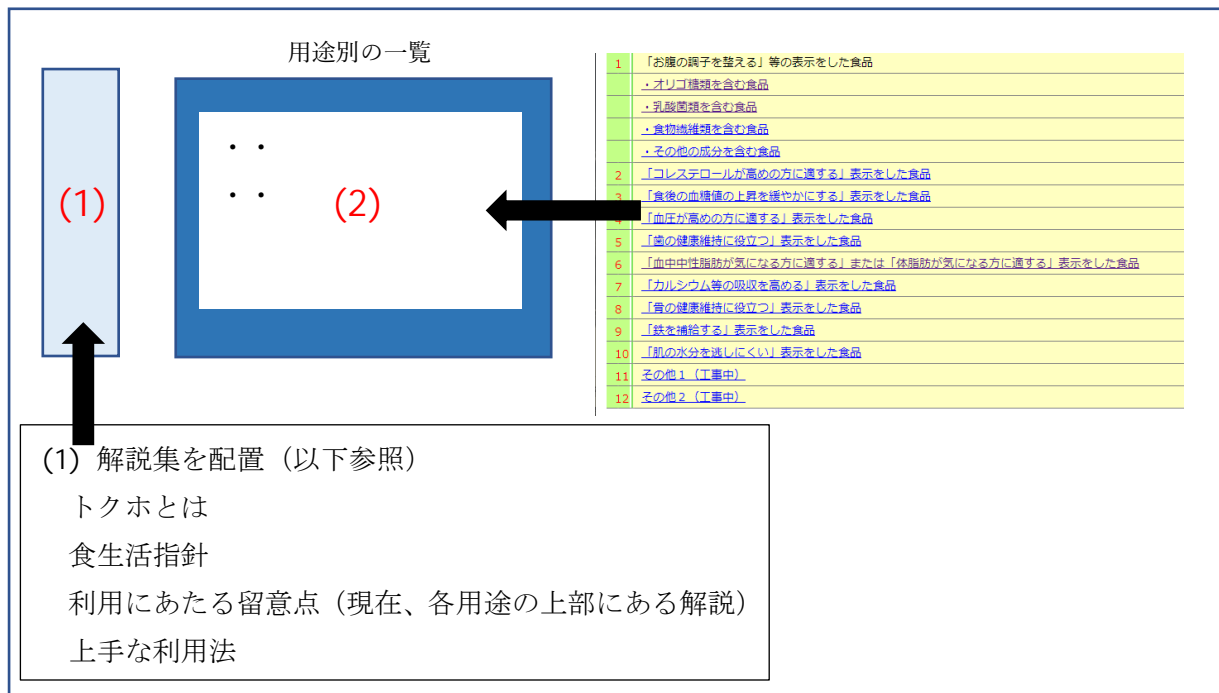 用途別の一覧
(1)
・・
・・
(2)
1 「お腹の調子を整える」等の表示をした食品
・オリゴ糖類を含む食品
・乳酸菌類を含む食品
・食物繊維類を含む食品
・その他の成分を含む食品
2 「コレステロールが高めの方に適する」表示をした食品
3 「食後の血糖値の上昇を緩やかにする」表示をした食品
「血圧が高めの方に適する」表示をした食品
5 「歯の健康維持に役立つ」表示をした食品
6 「血中中性脂肪が気になる方に適する」または「体脂肪が気になる方に適する」表示をした食品
7 「カルシウム等の吸収を高める」表示をした食品
8 「骨の健康維持に役立つ」表示をした食品
9 「鉄を補給する」表示をした食品
10 「肌の水分を逃しにくい」表示をした食品
11 その他1（工事中）
12 その他2（工事中）
(1) 解説集を配置（以下参照）
トクホとは
食生活指針
利用にあたる留意点（現在、各用途の上部にある解説）
上手な利用法